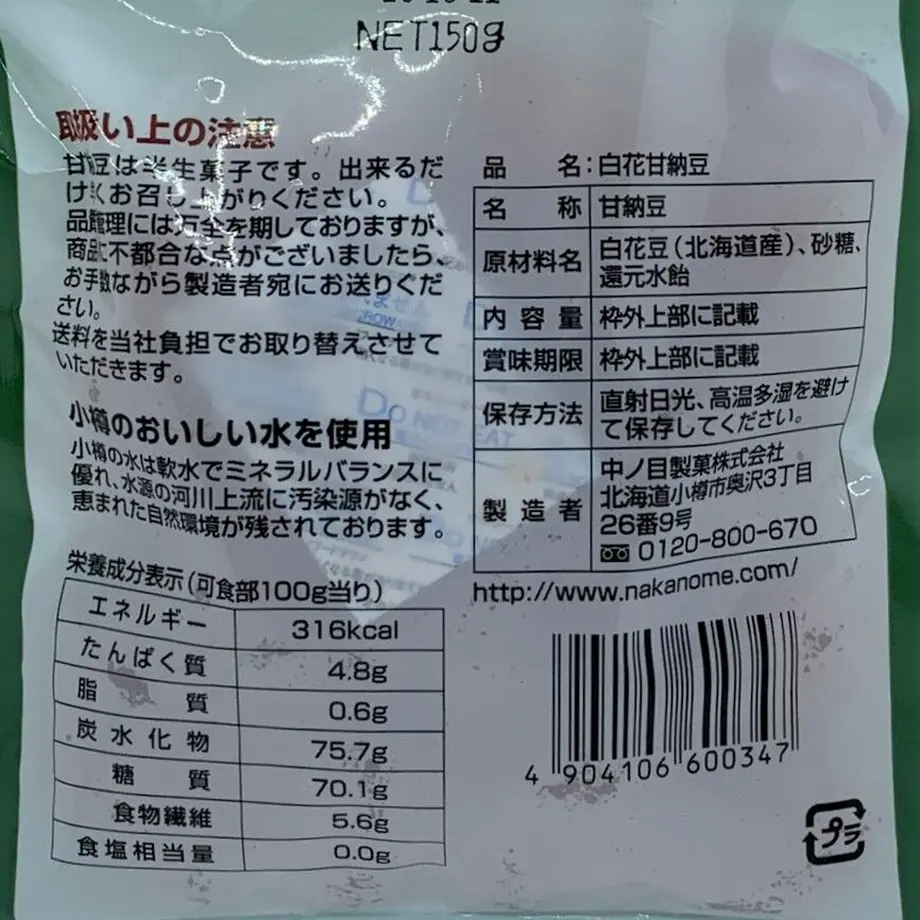 NET150g
取扱い上の注意
甘納豆は半生菓子です。出来るだ
け早くお召し上がりください。
品質管理には万全を期しておりますが、
商品に不都合な点がございましたら、
お手数ながら製造者宛にお送りくだ
さい。
送料を当社負担でお取り替えさせて
いただきます。
小樽のおいしい水を使用
小樽の水は軟水でミネラルバランスに
優れ、水源の河川上流に汚染源がなく、
恵まれた自然環境が残されております。
栄養成分表示(可食部100g当り)
エネルギー 316kcal
たんぱく質 4.8g
脂質 0.6g
炭水化物 75.7g
糖質 70.1g
食物繊維 5.6g
食塩相当量 0.0g
品名:白花甘納豆
名称 甘納豆
原材料名 白花豆(北海道産)、砂糖、
還元水飴
内容量 枠外上部に記載
賞味期限 枠外上部に記載
保存方法 直射日光、高温多湿を避け
て保存してください。
製造者 中ノ目製菓株式会社
北海道小樽市奥沢3丁目
26番9号
0120-800-670
http://www.nakanome.com/
4 904106 600347
プラ
DO NOT EAT